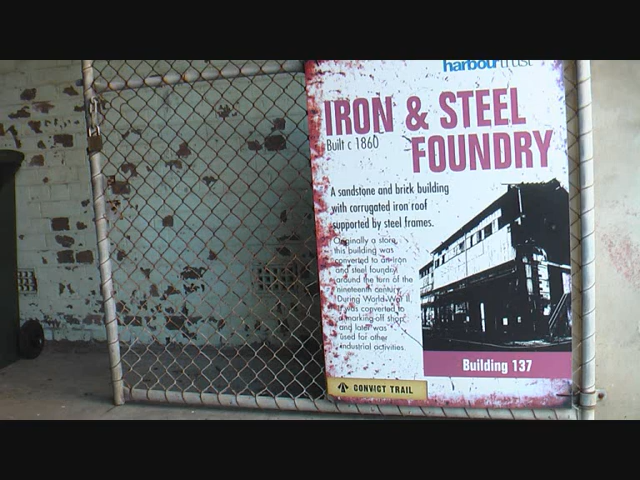 harbourtrust
IRON & STEEL
Built c 1860
FOUNDRY
A sandstone and brick building
with corrugated iron roof
supported by steel frames.
Originally a store,
this building was
converted to an iron
and steel foundry
around the turn of the
nineteenth century.
During World War II,
it was converted to
a marking-off shop
and later was
used for other
industrial activities.
Building 137
CONVICT TRAIL